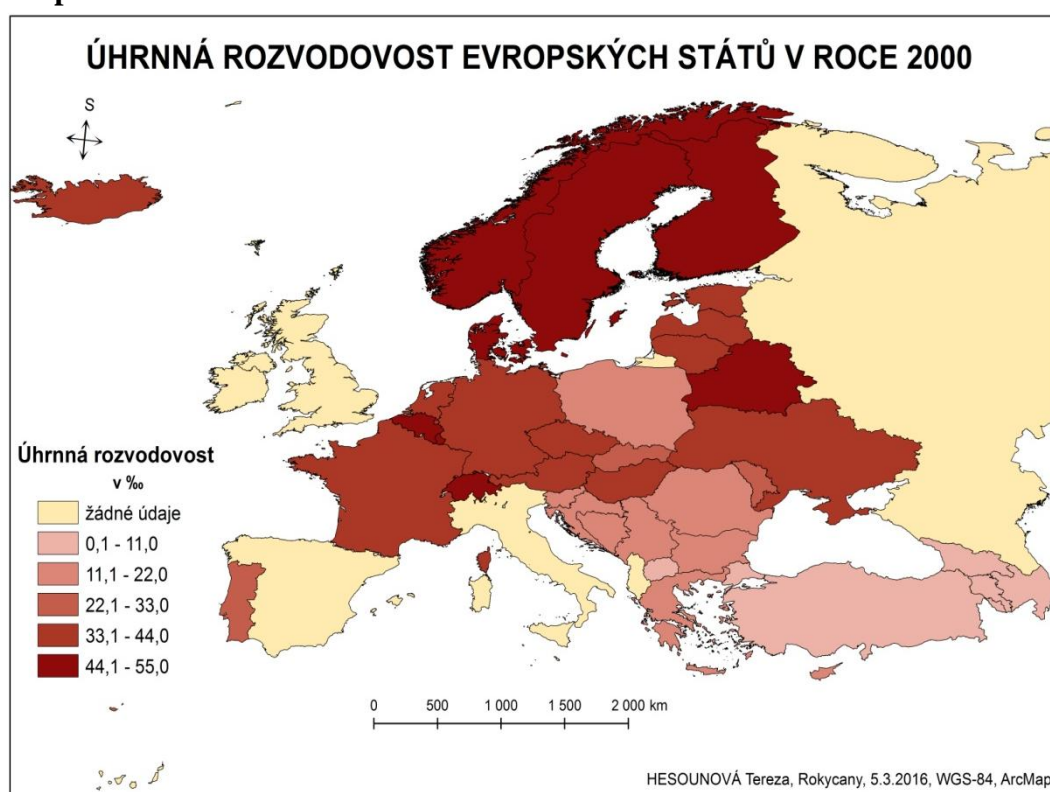 ÚHRNNÁ ROZVODOVOST EVROPSKÝCH STÁTŮ V ROCE 2000
S
Úhrnná rozvodovost
v ‰
žádné údaje
0,1 - 11,0
11,1 - 22,0
22,1 - 33,0
33,1 - 44,0
44,1 - 55,0
0 500 1 000 1 500 2 000 km
HESOUNOVÁ Tereza, Rokycany, 5.3.2016, WGS-84, ArcMap